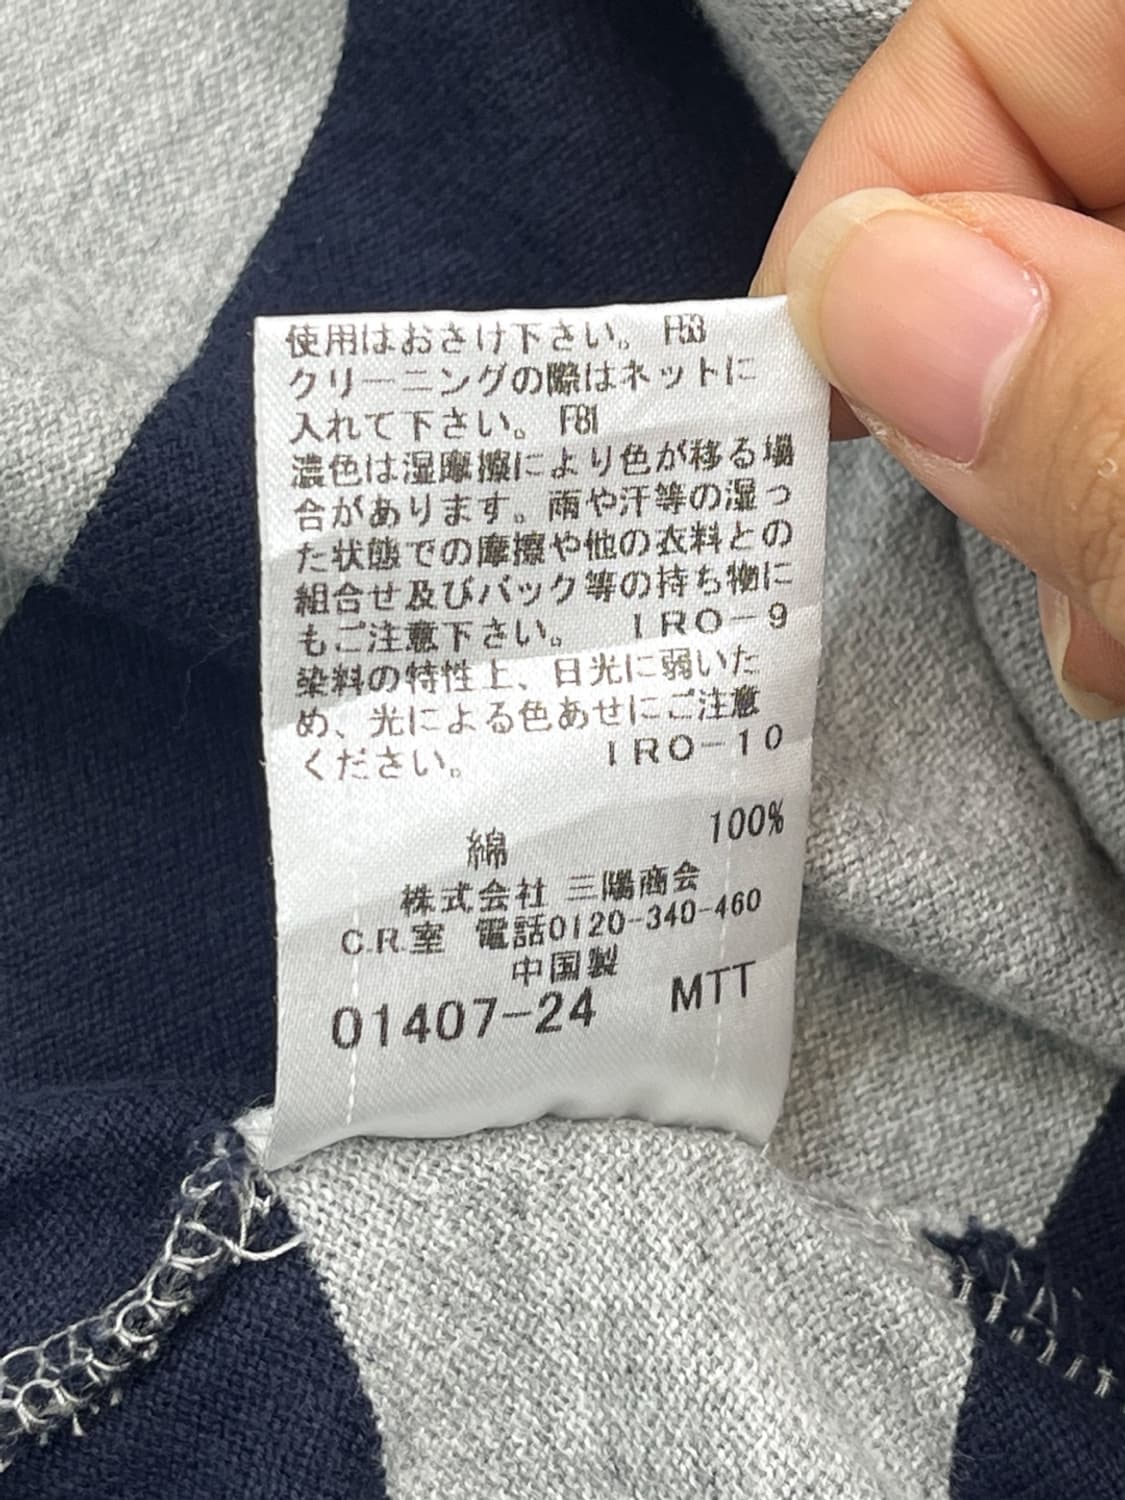 使用はおさけ下さい。 F53
クリーニングの際はネットに
入れて下さい。 F81
濃色は湿摩擦により色が移る場
合があります。雨や汗等の湿っ
た状態での摩擦や他の衣料との
組合せ及びバック等の持ち物に
もご注意下さい。 IRO-9
染料の特性上、日光に弱いた
め、光による色あせにご注意
ください。 IRO-10
綿 100%
株式会社 三陽商会
C.R.室 電話0120-340-460
中国製
01407-24 MTT